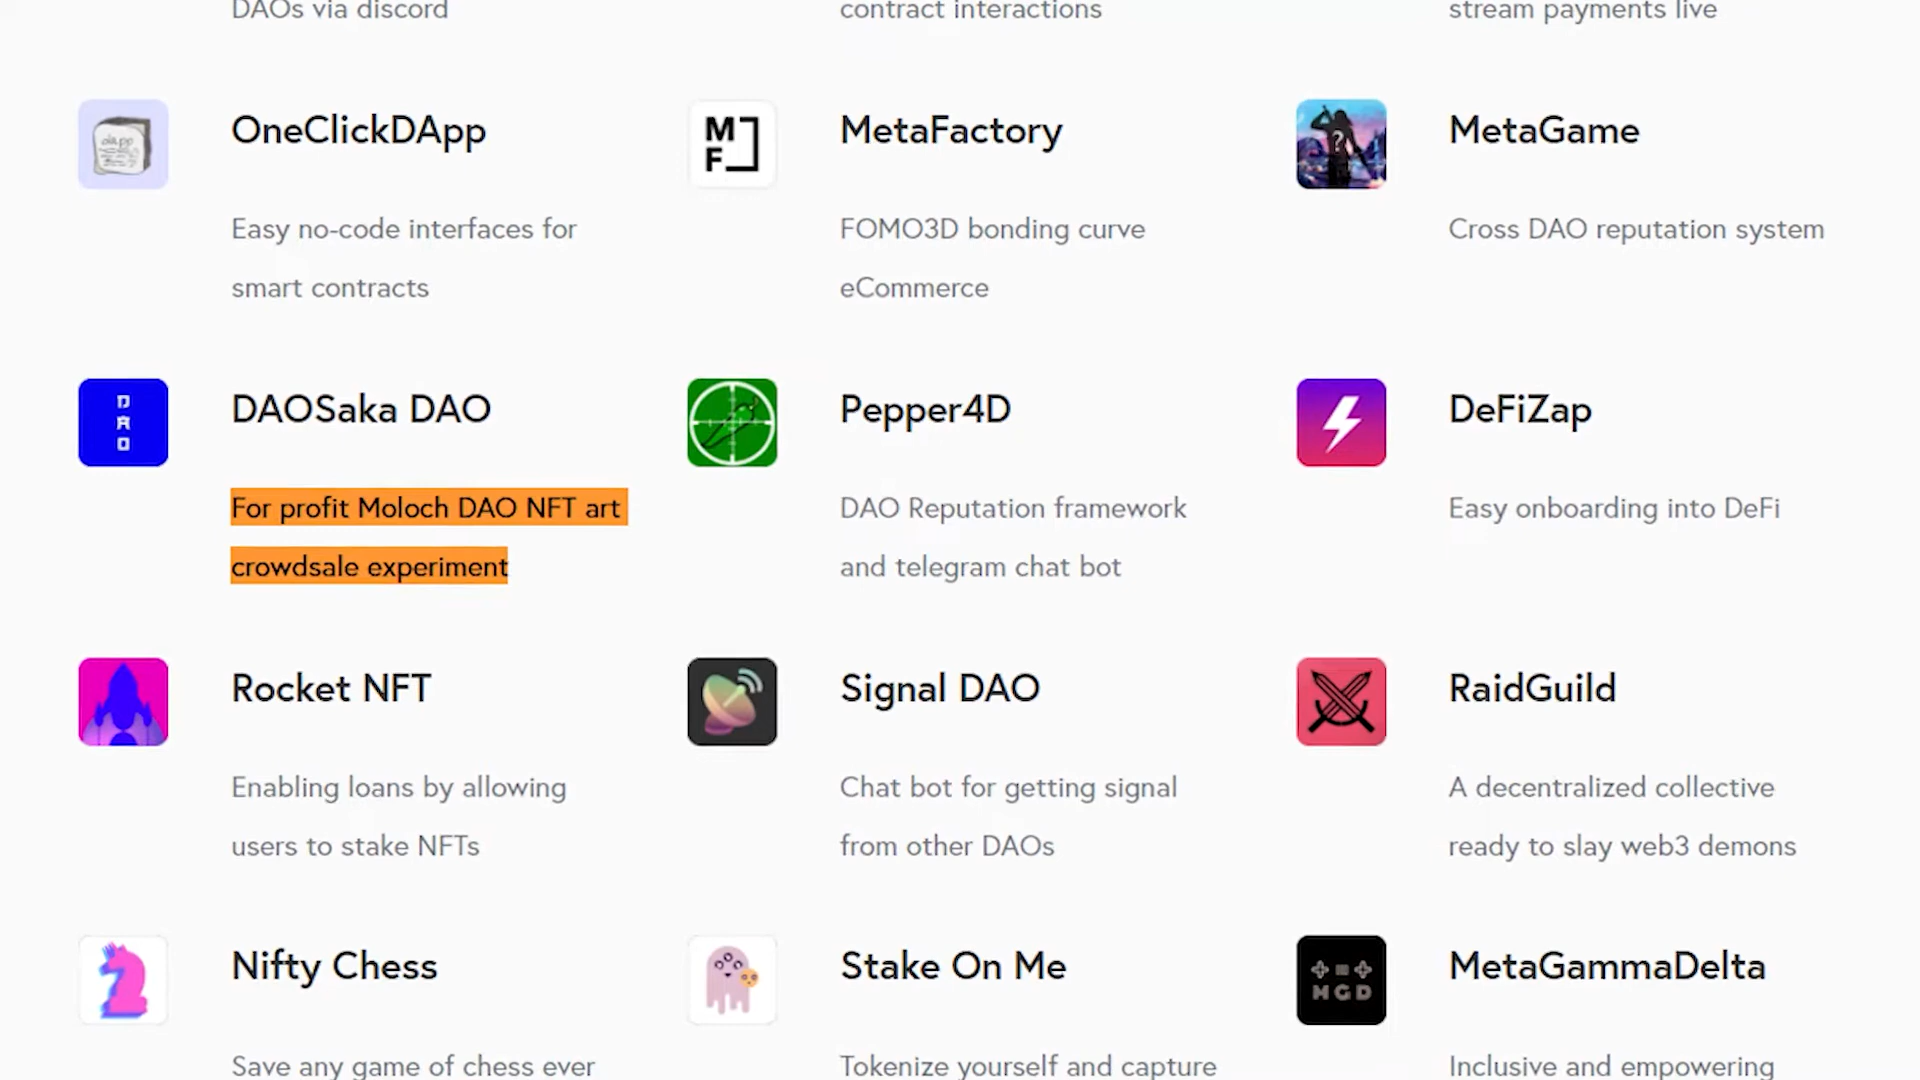 DAOs via discord
contract interactions
stream payments live
OneClickDApp
Easy no-code interfaces for
smart contracts
M
F
MetaFactory
FOMO3D bonding curve
eCommerce
?
MetaGame
Cross DAO reputation system
D
A
O
DAOSaka DAO
For profit Moloch DAO NFT art
crowdsale experiment
Pepper4D
DAO Reputation framework
and telegram chat bot
DeFiZap
Easy onboarding into DeFi
Rocket NFT
Enabling loans by allowing
users to stake NFTs
Signal DAO
Chat bot for getting signal
from other DAOs
RaidGuild
A decentralized collective
ready to slay web3 demons
Nifty Chess
Save any game of chess ever
Stake On Me
Tokenize yourself and capture
MGD
MetaGammaDelta
Inclusive and empowering